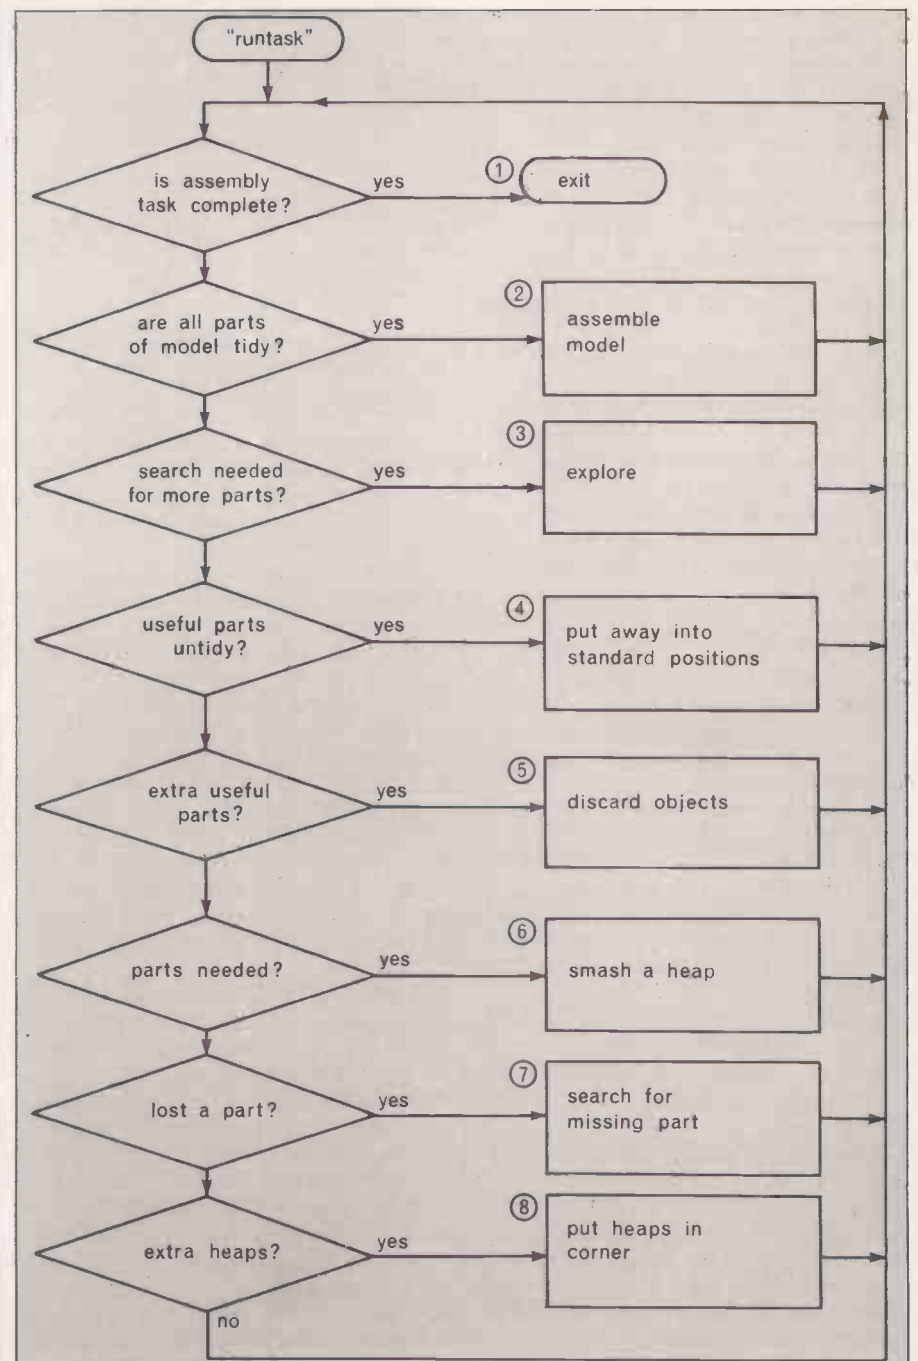 "runtask"
is assembly
task complete?
yes
1
exit
are all parts
of model tidy?
yes
2
assemble
model
search needed
for more parts?
yes
3
explore
useful parts
untidy?
yes
4
put away into
standard positions
extra useful
parts?
yes
5
discard objects
parts needed?
yes
6
smash a heap
lost a part?
yes
7
search for
missing part
extra heaps?
yes
8
put heaps in
corner
no